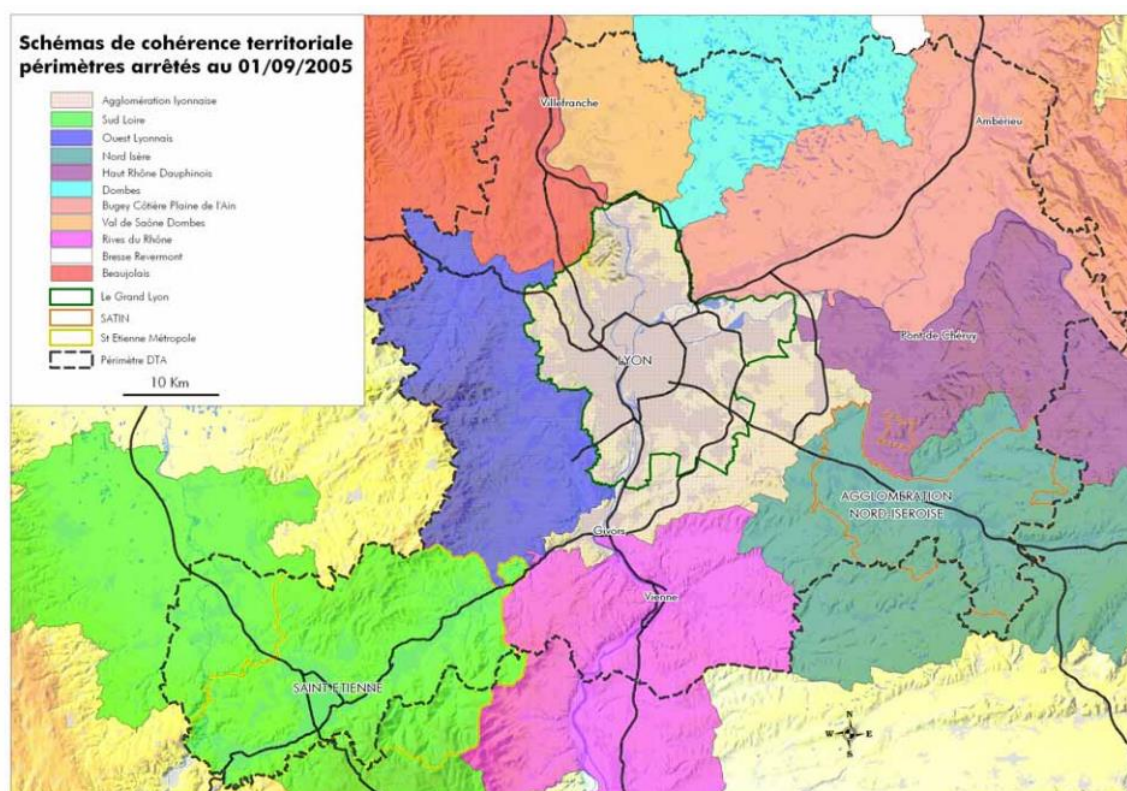 Schémas de cohérence territoriale
périmètres arrêtés au 01/09/2005
Agglomération lyonnaise
Sud Loire
Ouest Lyonnais
Nord Isère
Haut Rhône Dauphinois
Dombes
Bugey Côtière Plaine de l'Ain
Val de Saône Dombes
Rives du Rhône
Bresse Revermont
Beaujolais
Le Grand Lyon
SATIN
St Etienne Métropole
Périmètre DTA
10 Km
Villefranche
Ambérieu
Pont de Chéruy
LYON
AGGLOMÉRATION
NORD-ISEROISE
Givors
Vienne
SAINT-ETIENNE
N
W E
S